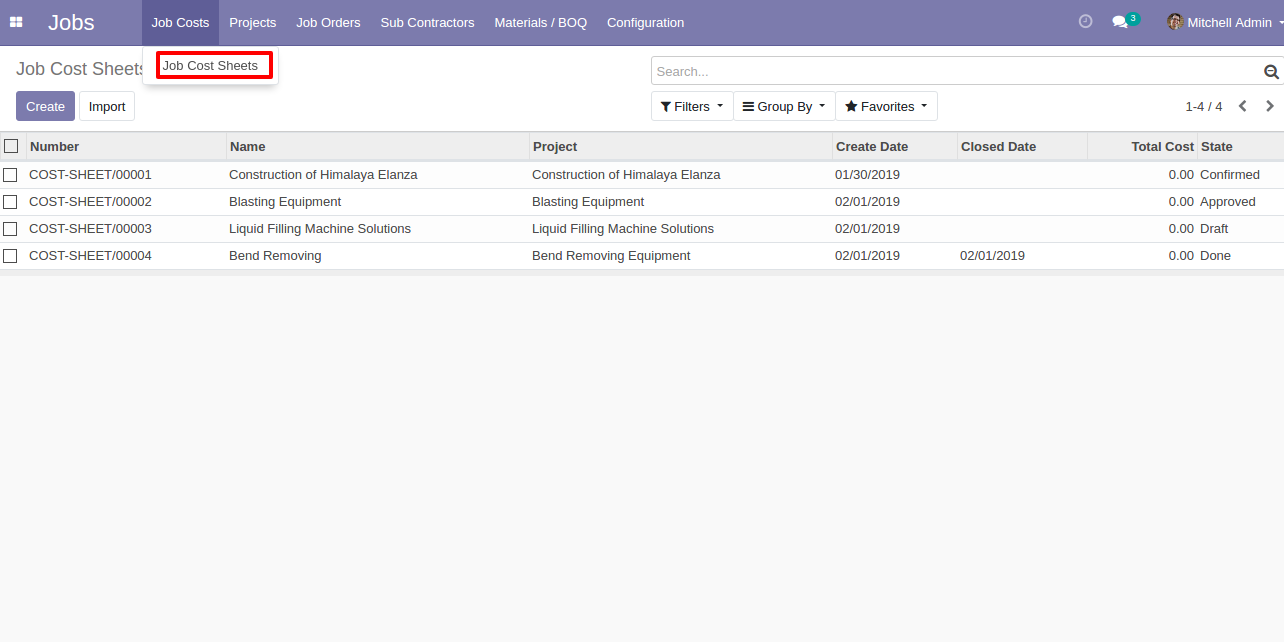 Jobs Job Costs Projects Job Orders Sub Contractors Materials / BOQ Configuration 3 Mitchell Admin
Job Cost Sheets
Job Cost Sheets
Search...
Create Import Filters Group By Favorites 1-4 / 4
Number Name Project Create Date Closed Date Total Cost State
COST-SHEET/00001 Construction of Himalaya Elanza Construction of Himalaya Elanza 01/30/2019 0.00 Confirmed
COST-SHEET/00002 Blasting Equipment Blasting Equipment 02/01/2019 0.00 Approved
COST-SHEET/00003 Liquid Filling Machine Solutions Liquid Filling Machine Solutions 02/01/2019 0.00 Draft
COST-SHEET/00004 Bend Removing Bend Removing Equipment 02/01/2019 02/01/2019 0.00 Done